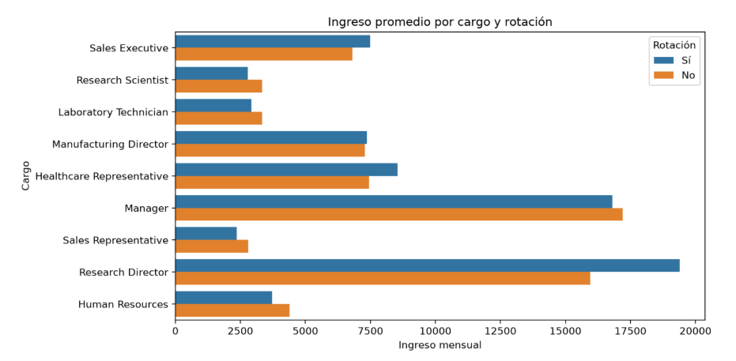 Ingreso promedio por cargo y rotación
Rotación
Sí
No
Cargo
Sales Executive
Research Scientist
Laboratory Technician
Manufacturing Director
Healthcare Representative
Manager
Sales Representative
Research Director
Human Resources
0 2500 5000 7500 10000 12500 15000 17500 20000
Ingreso mensual